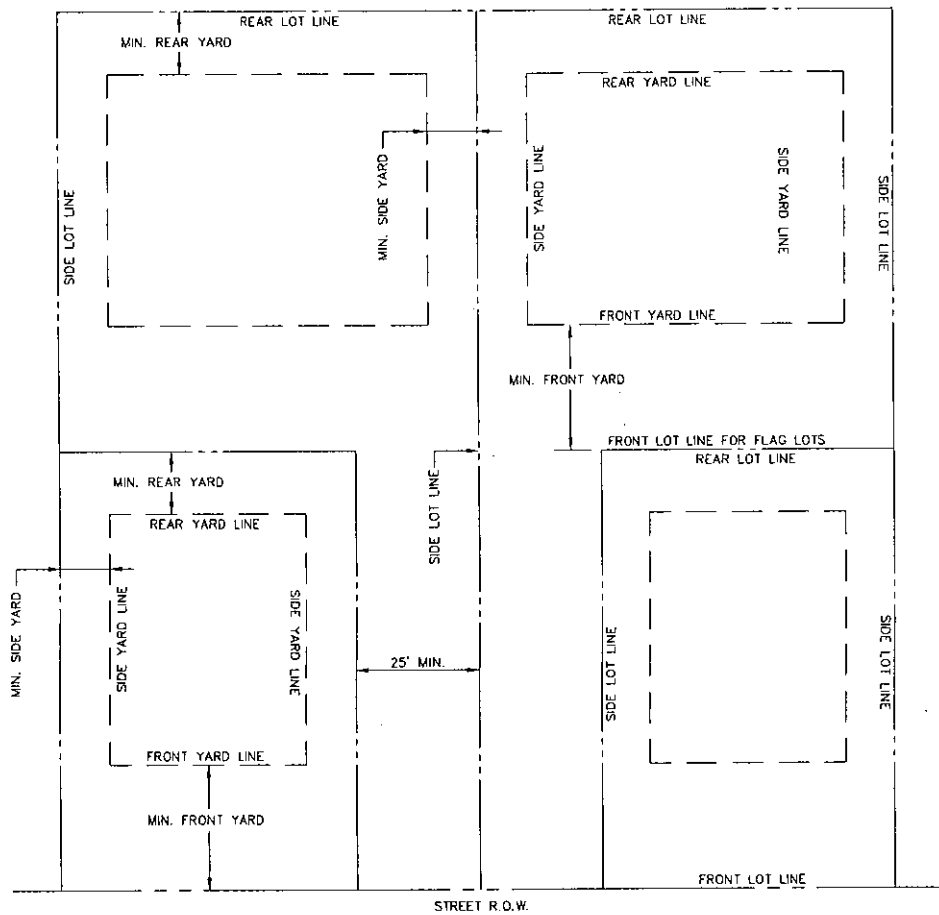 REAR LOT LINE
REAR LOT LINE
MIN. REAR YARD
REAR YARD LINE
MIN. SIDE YARD
SIDE YARD LINE
SIDE YARD LINE
SIDE LOT LINE
SIDE LOT LINE
FRONT YARD LINE
MIN. FRONT YARD
FRONT LOT LINE FOR FLAG LOTS
REAR LOT LINE
MIN. REAR YARD
SIDE LOT LINE
REAR YARD LINE
MIN. SIDE YARD
SIDE YARD LINE
SIDE YARD LINE
25' MIN.
SIDE LOT LINE
SIDE LOT LINE
FRONT YARD LINE
MIN. FRONT YARD
FRONT LOT LINE
STREET R.O.W.